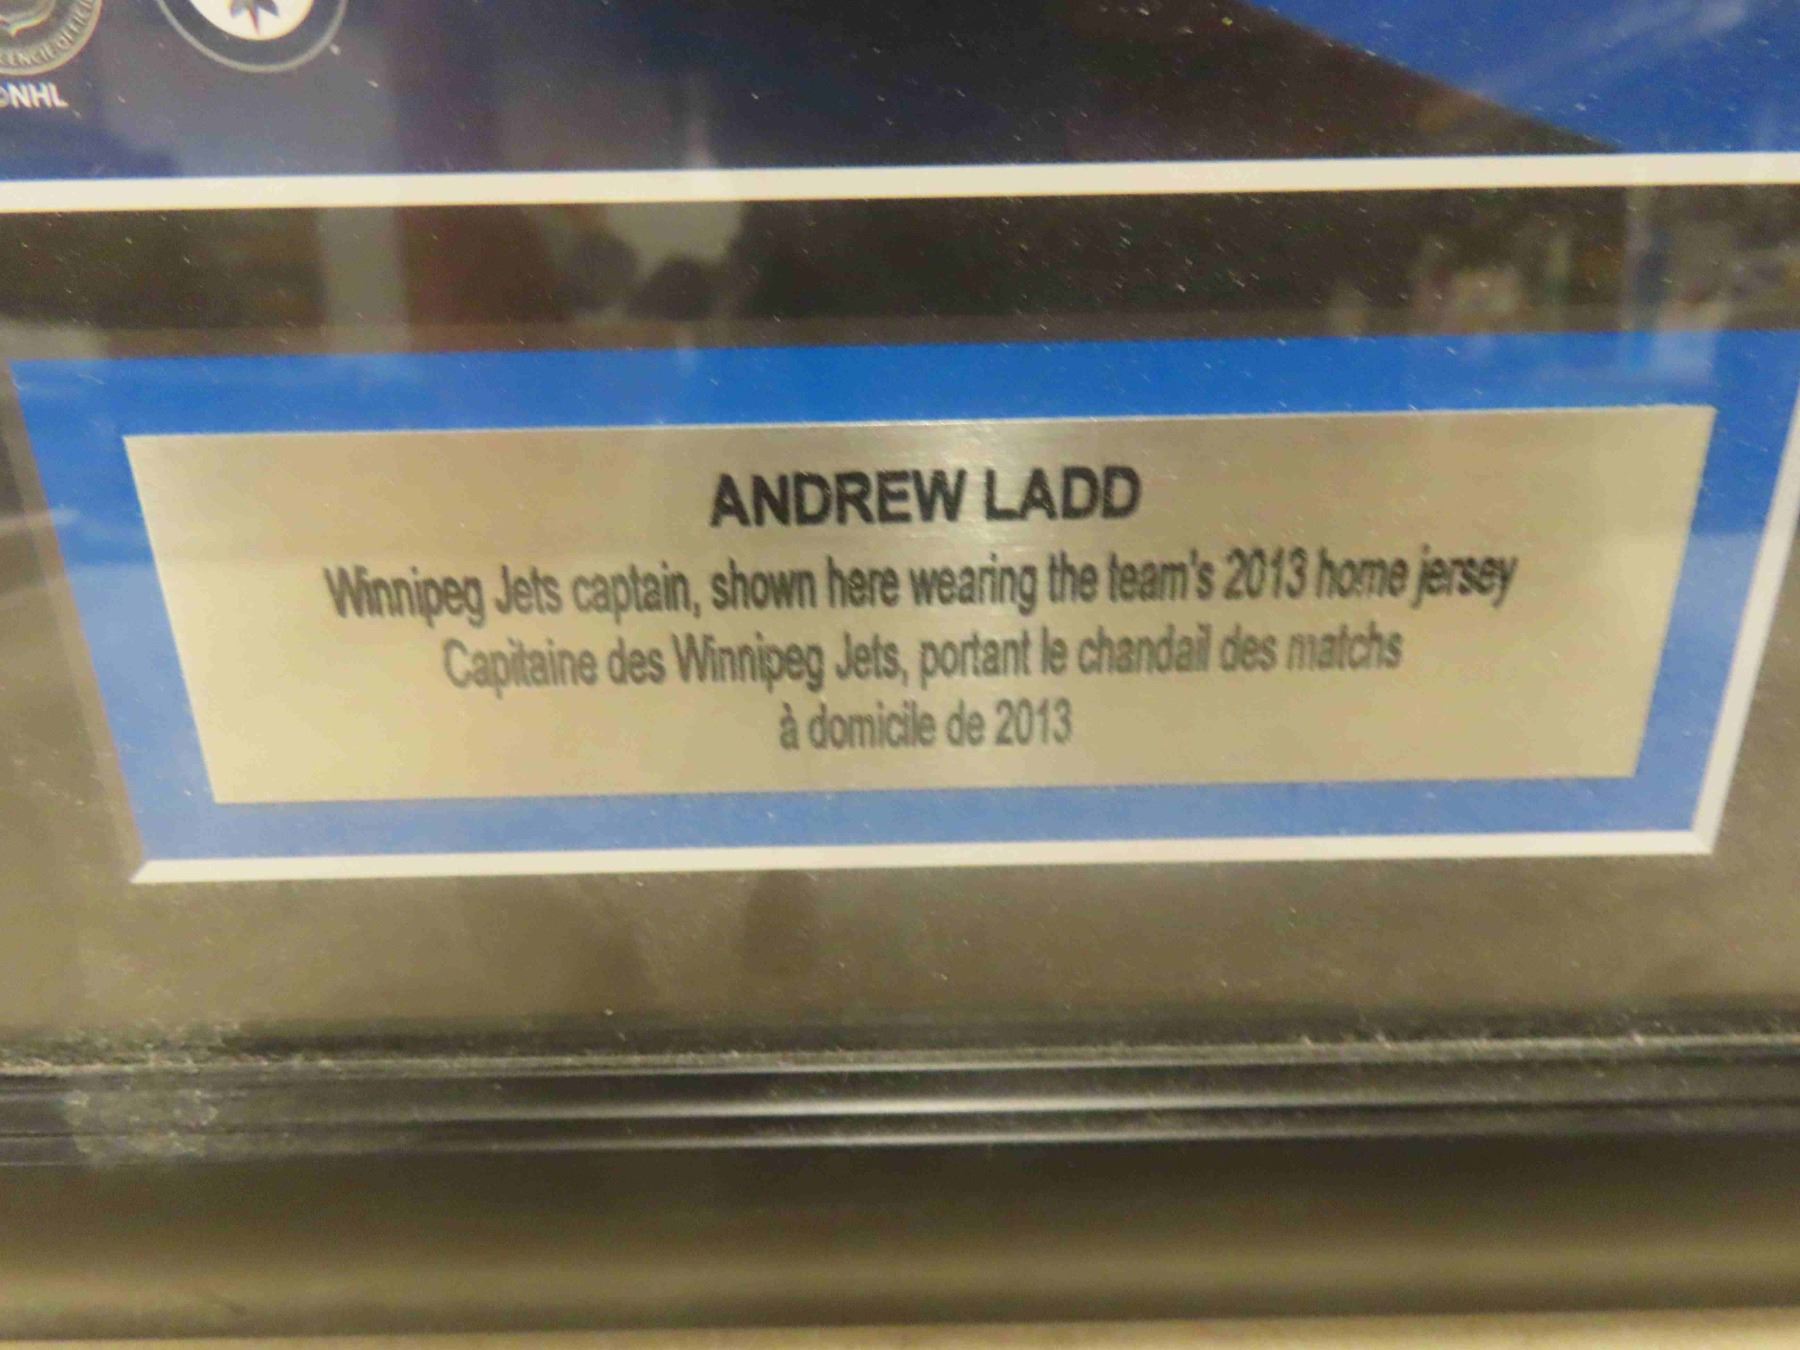 ©NHL
ANDREW LADD
Winnipeg Jets captain, shown here wearing the team's 2013 home jersey
Capitaine des Winnipeg Jets, portant le chandail des matchs
à domicile de 2013